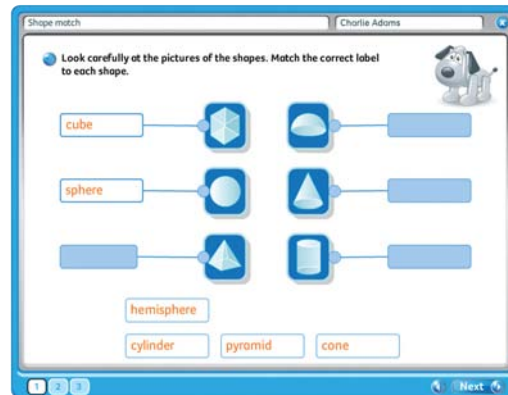 Shape match
Charlie Adams
Look carefully at the pictures of the shapes. Match the correct label
to each shape.
cube
sphere
hemisphere
cylinder
pyramid
cone
1
2
3
Next